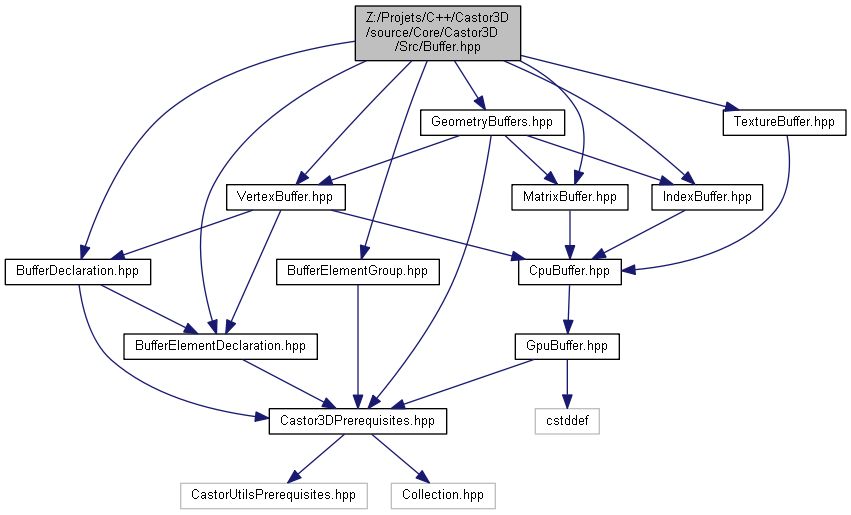 Z:/Projets/C++/Castor3D
/source/Core/Castor3D
/Src/Buffer.hpp
GeometryBuffers.hpp
TextureBuffer.hpp
VertexBuffer.hpp
MatrixBuffer.hpp
IndexBuffer.hpp
BufferDeclaration.hpp
BufferElementGroup.hpp
CpuBuffer.hpp
BufferElementDeclaration.hpp
GpuBuffer.hpp
Castor3DPrerequisites.hpp
cstddef
CastorUtilsPrerequisites.hpp
Collection.hpp